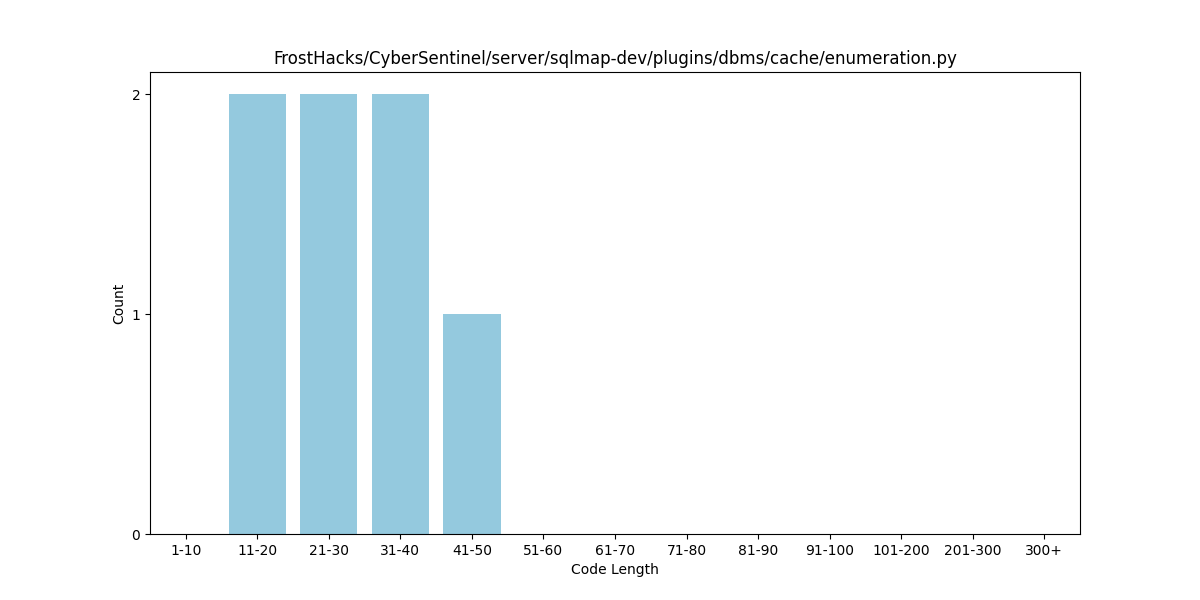 FrostHacks/CyberSentinel/server/sqlmap-dev/plugins/dbms/cache/enumeration.py
2
1
0
Count
1-10 11-20 21-30 31-40 41-50 51-60 61-70 71-80 81-90 91-100 101-200 201-300 300+
Code Length